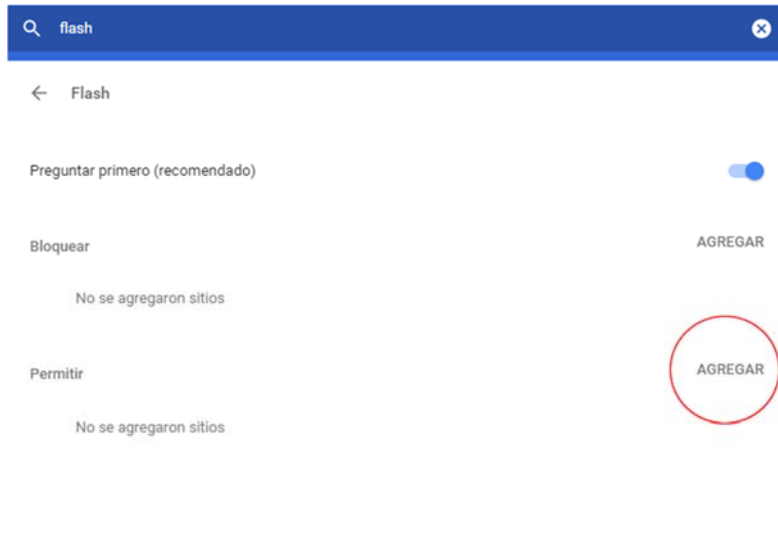 flash
Flash
Preguntar primero (recomendado)
Bloquear AGREGAR
No se agregaron sitios
Permitir AGREGAR
No se agregaron sitios